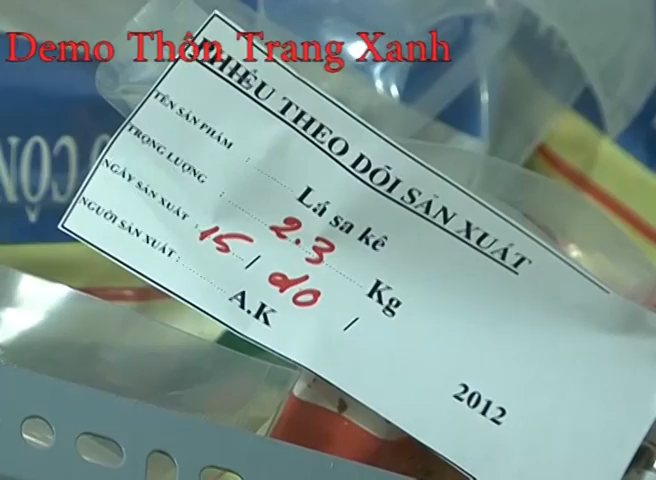 Demo Thôn Trang Xanh
PHIẾU THEO DÕI SẢN XUẤT
TÊN SẢN PHẨM : Lá sa kê
TRỌNG LƯỢNG : 2.3 Kg
NGÀY SẢN XUẤT : 15 / / 2012
NGƯỜI SẢN XUẤT : A.K